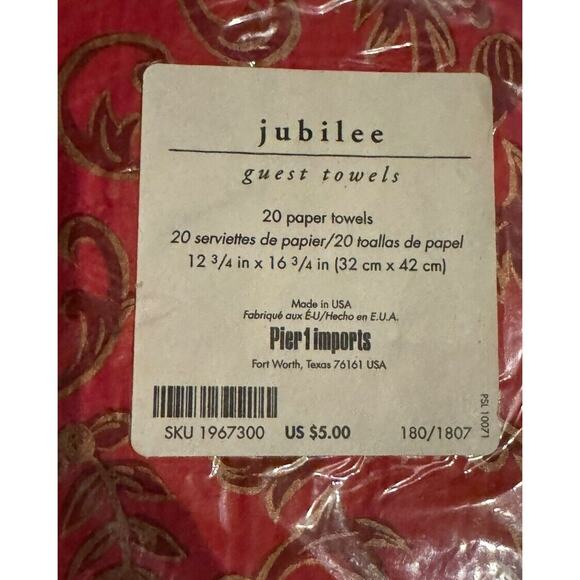 jubilee
guest towels
20 paper towels
20 serviettes de papier/20 toallas de papel
12 3/4 in x 16 3/4 in (32 cm x 42 cm)
Made in USA
Fabriqué aux É-U/Hecho en E.U.A.
Pier 1 imports
Fort Worth, Texas 76161 USA
SKU 1967300 US $5.00 180/1807
PSL 10071